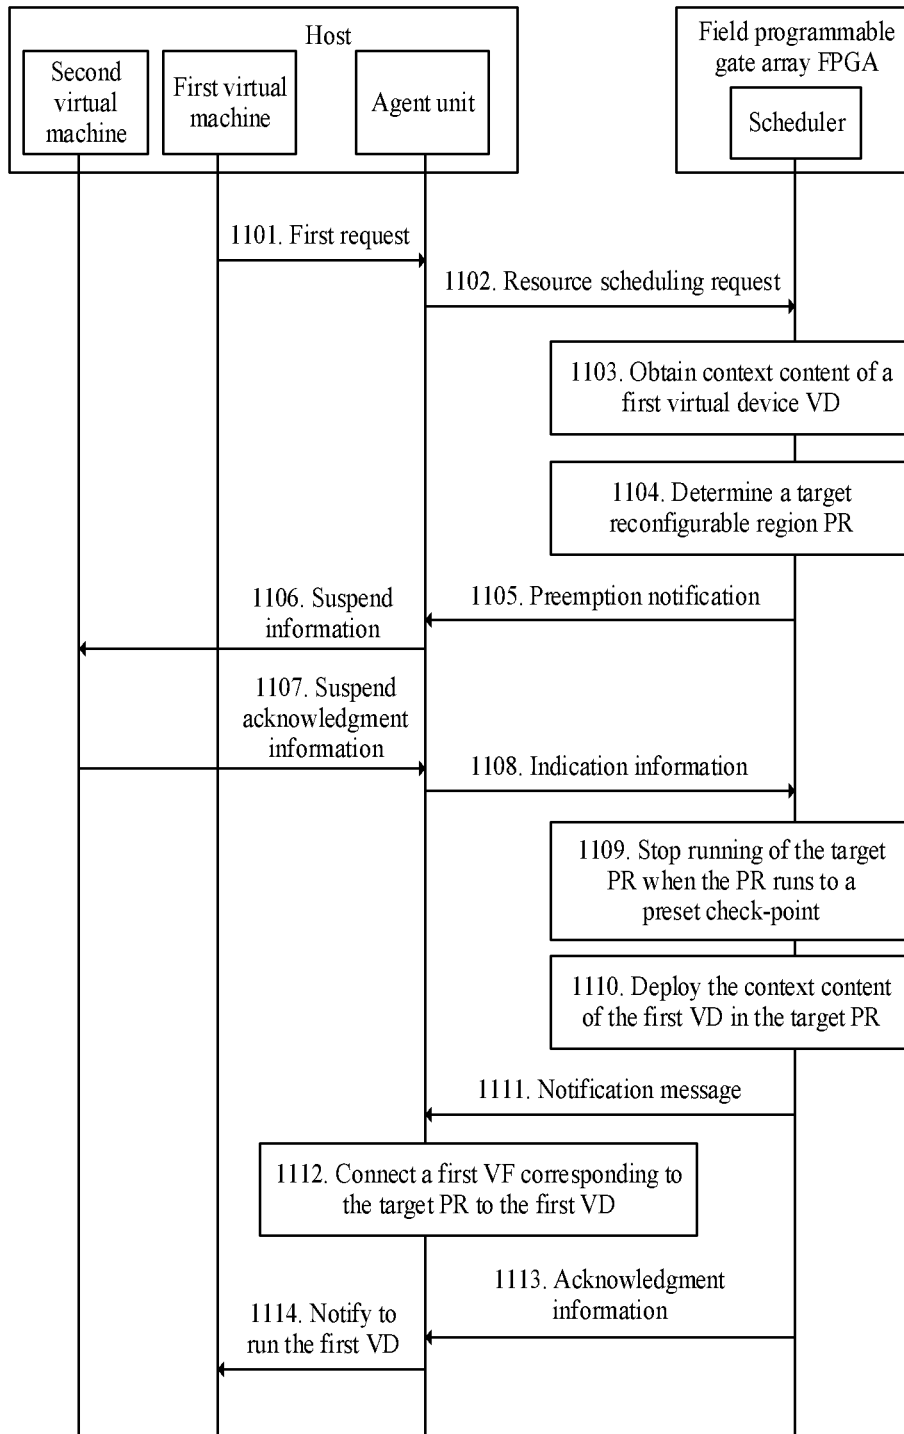 Host
Field programmable
gate array FPGA
Second
virtual
machine
First virtual
machine
Agent unit
Scheduler
1101. First request
1102. Resource scheduling request
1103. Obtain context content of a
first virtual device VD
1104. Determine a target
reconfigurable region PR
1105. Preemption notification
1106. Suspend
information
1107. Suspend
acknowledgment
information
1108. Indication information
1109. Stop running of the target
PR when the PR runs to a
preset check-point
1110. Deploy the context content
of the first VD in the target PR
1111. Notification message
1112. Connect a first VF corresponding to
the target PR to the first VD
1113. Acknowledgment
information
1114. Notify to
run the first VD